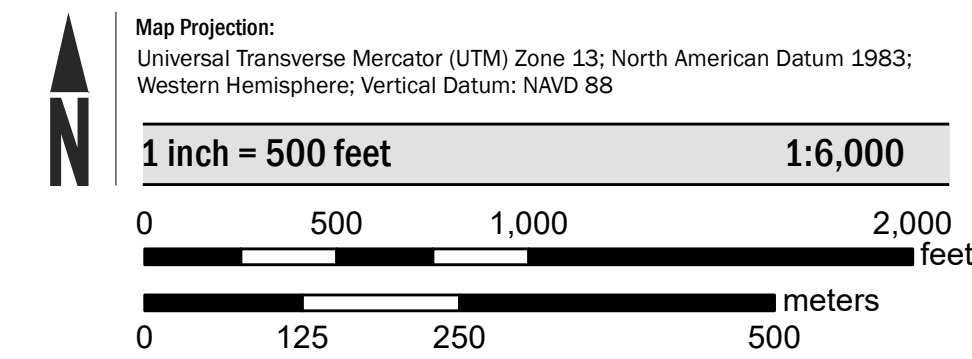 N
Map Projection:
Universal Transverse Mercator (UTM) Zone 13; North American Datum 1983;
Western Hemisphere; Vertical Datum: NAVD 88
1 inch = 500 feet 1:6,000
0 500 1,000 2,000
feet
meters
0 125 250 500